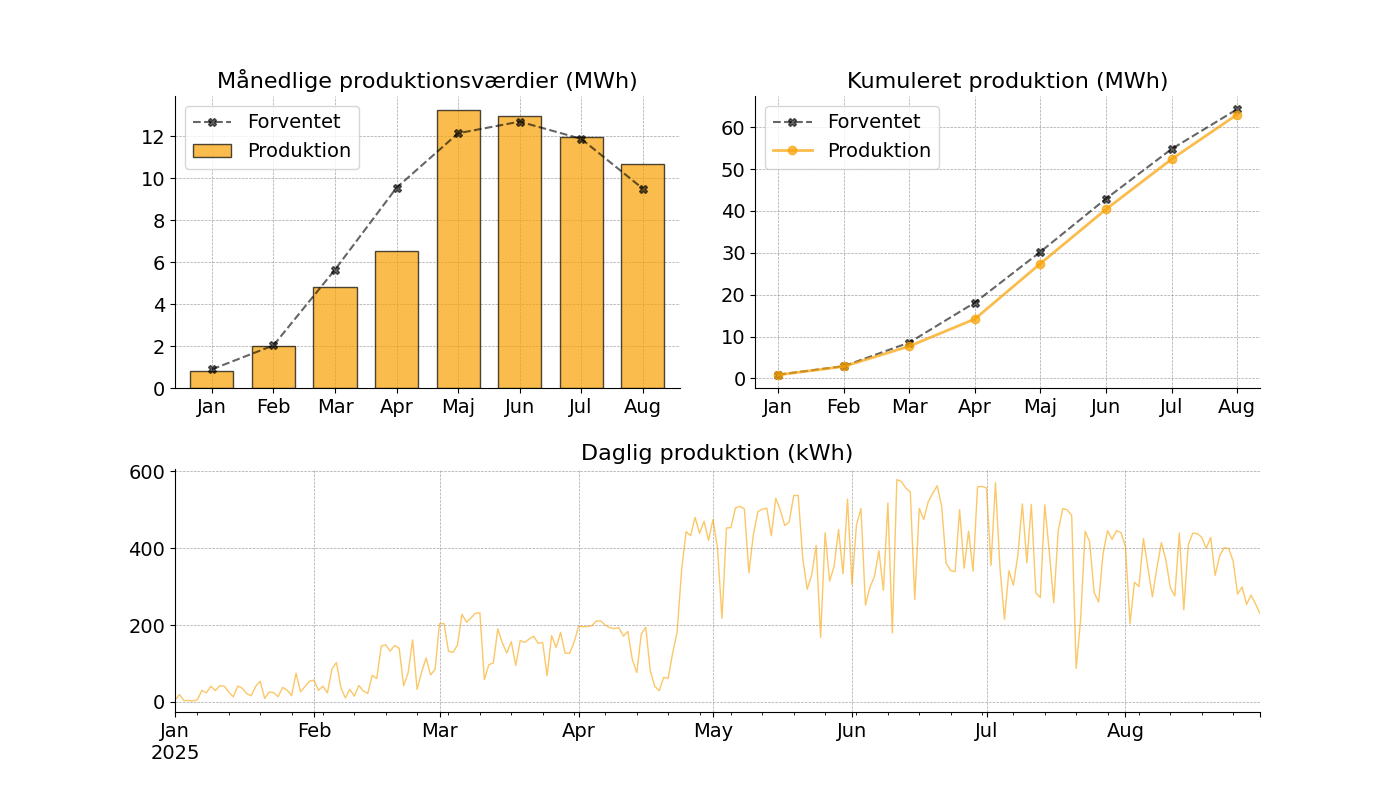 Månedlige produktionsværdier (MWh)
Forventet
Produktion
12
10
8
6
4
2
0
Jan Feb Mar Apr Maj Jun Jul Aug
Kumuleret produktion (MWh)
Forventet
Produktion
60
50
40
30
20
10
0
Jan Feb Mar Apr Maj Jun Jul Aug
Daglig produktion (kWh)
600
400
200
0
Jan Feb Mar Apr May Jun Jul Aug
2025